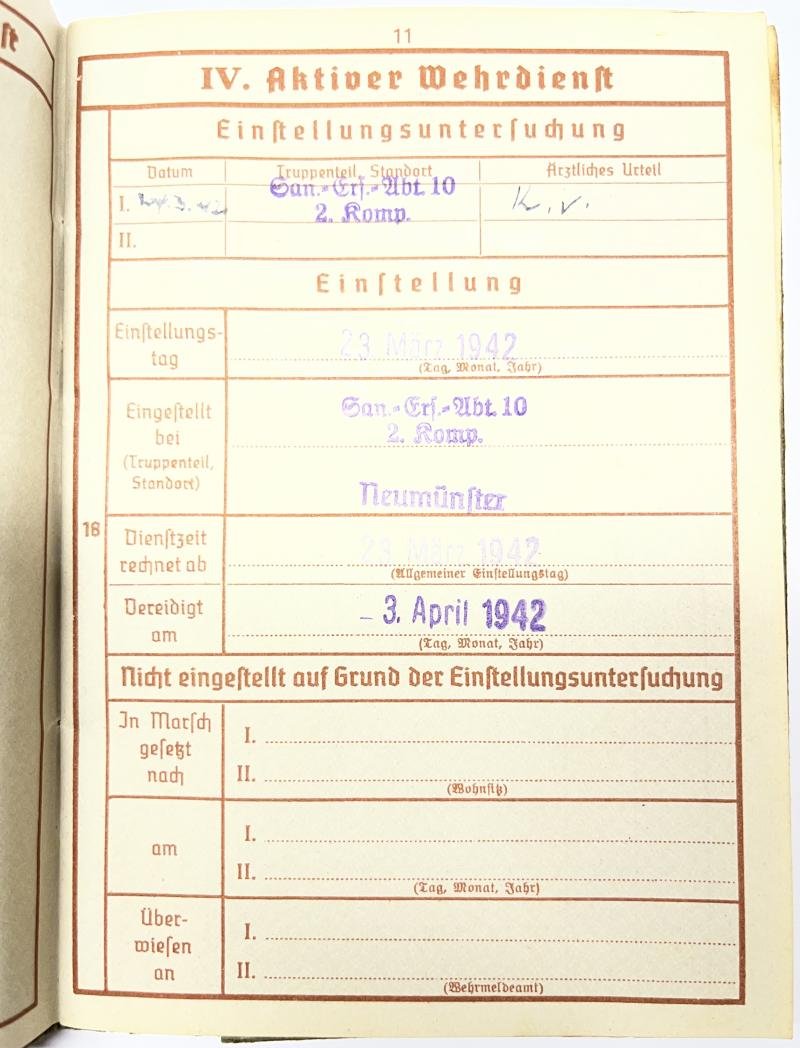 ſt
11
IV. Aktiver Wehrdienſt
Einſtellungsunterſuchung
Datum Truppenteil, Standort Ärztliches Urteil
San.-Erſ.-Abt. 10
I. K.v.
2. Komp.
II.
Einſtellung
Einſtellungs-
tag
23. März 1942
(Tag, Monat, Jahr)
Eingeſtellt
bei
(Truppenteil,
Standort)
San.-Erſ.-Abt. 10
2. Komp.
Neumünſter
18
Dienſtzeit
rechnet ab
23. März 1942
(Allgemeiner Einſtellungstag)
Vereidigt
am
– 3. April 1942
(Tag, Monat, Jahr)
Nicht eingeſtellt auf Grund der Einſtellungsunterſuchung
In Marſch
geſetzt
nach
I.
II.
(Wohnſitz)
am
I.
II.
(Tag, Monat, Jahr)
Über-
wieſen
an
I.
II.
(Wehrmeldeamt)